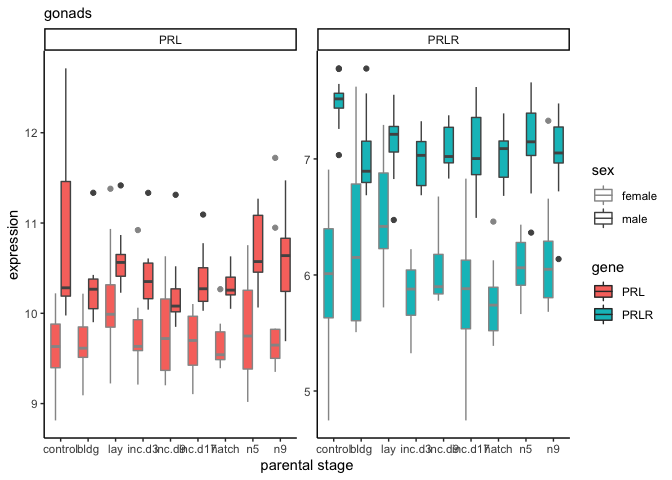 gonads
PRL
PRLR
expression
12
11
10
9
7
6
5
control bldg lay inc.d3 inc.d9 inc.d17 hatch n5 n9
control bldg lay inc.d3 inc.d9 inc.d17 hatch n5 n9
parental stage
sex
female
male
gene
PRL
PRLR